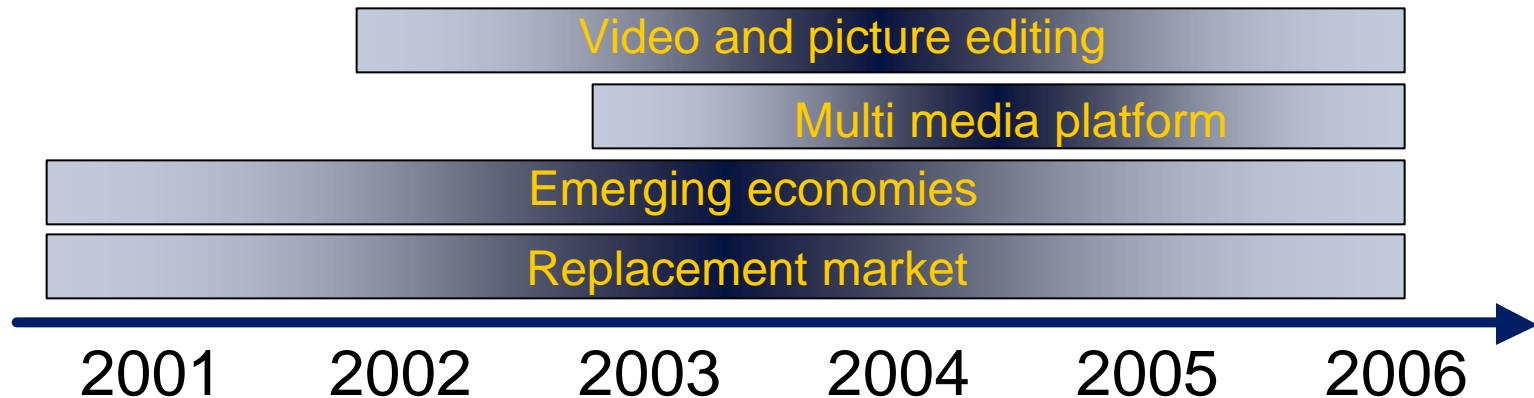 Video and picture editing
Multi media platform
Emerging economies
Replacement market
2001 2002 2003 2004 2005 2006